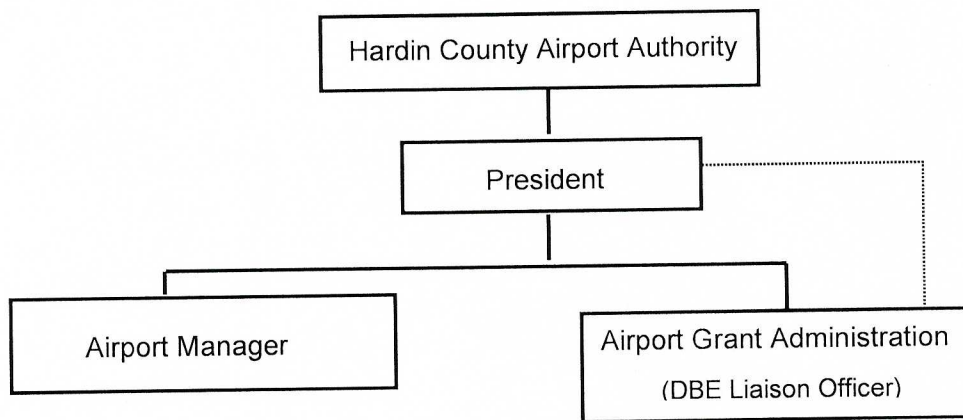 Hardin County Airport Authority
President
Airport Manager
Airport Grant Administration
(DBE Liaison Officer)